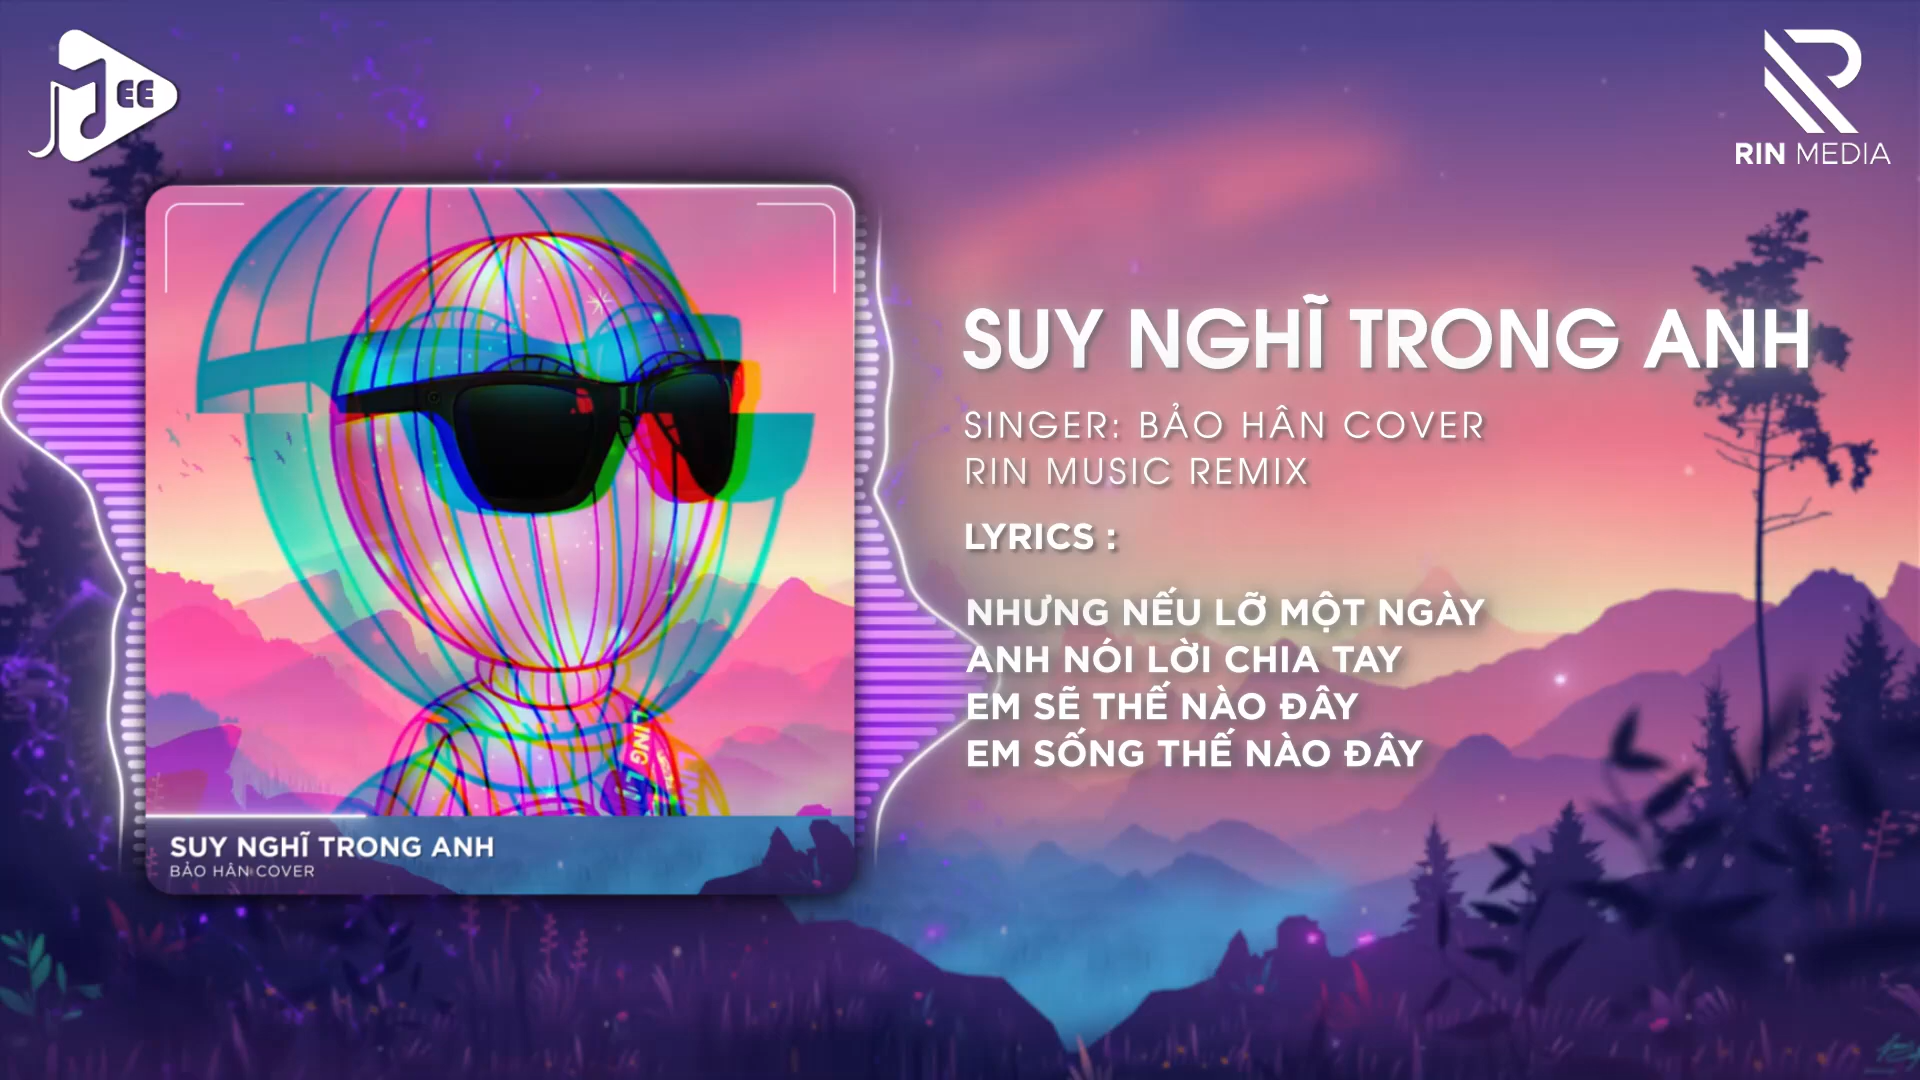 EE
RIN MEDIA
SUY NGHĨ TRONG ANH
SINGER: BẢO HÂN COVER
RIN MUSIC REMIX
LYRICS :
NHƯNG NẾU LỠ MỘT NGÀY
ANH NÓI LỜI CHIA TAY
EM SẼ THẾ NÀO ĐÂY
EM SỐNG THẾ NÀO ĐÂY
LING
SUY NGHĨ TRONG ANH
BẢO HÂN COVER